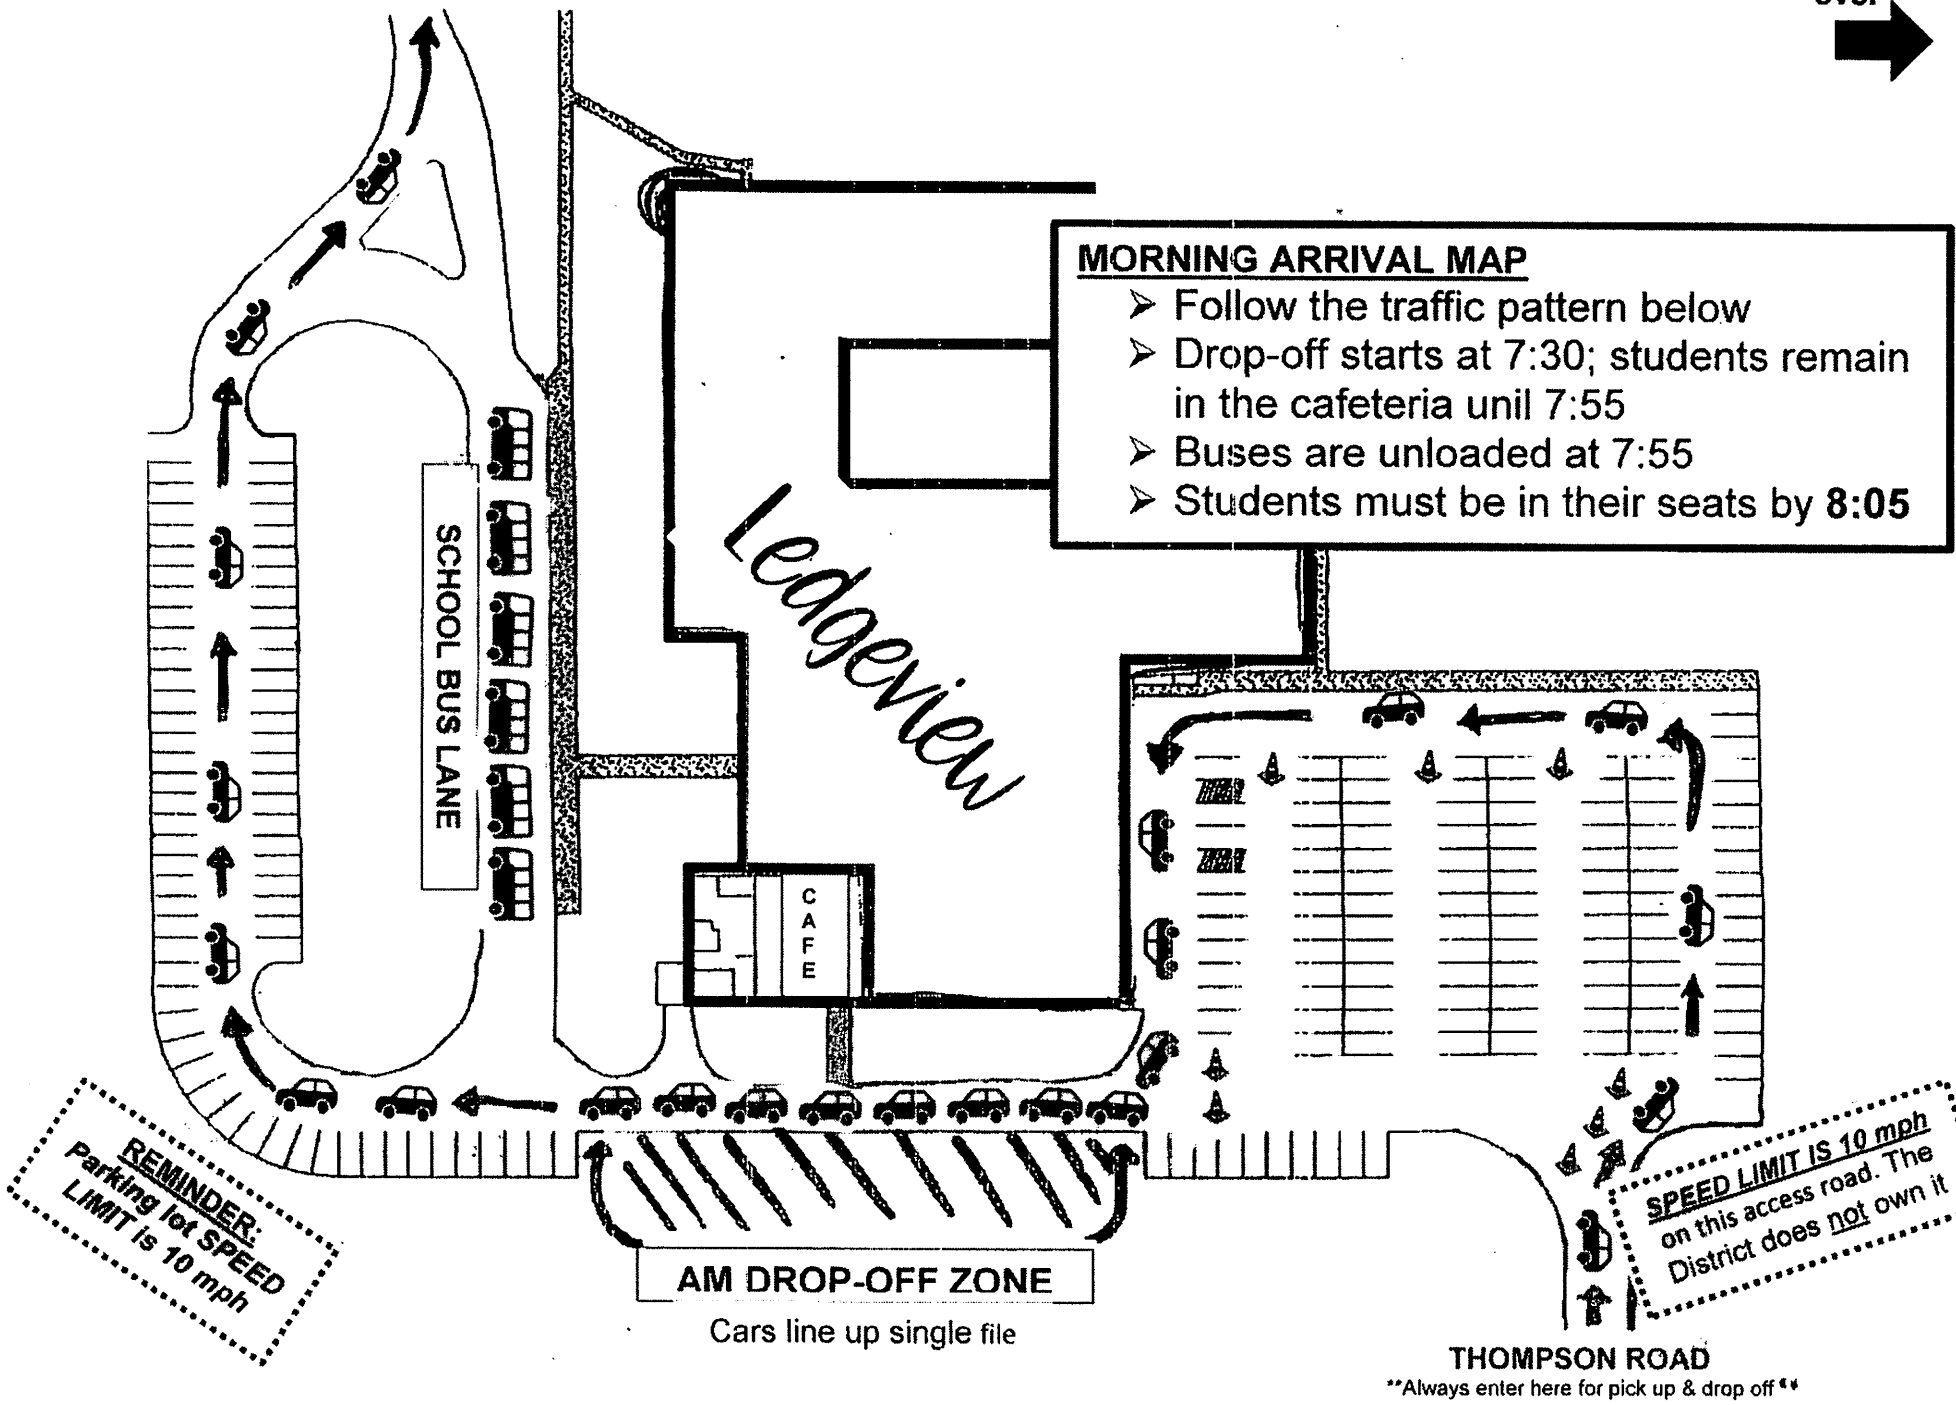 MORNING ARRIVAL MAP
➢ Follow the traffic pattern below
➢ Drop-off starts at 7:30; students remain
in the cafeteria unil 7:55
➢ Buses are unloaded at 7:55
➢ Students must be in their seats by 8:05
SCHOOL BUS LANE
Ledgeview
CAFE
REMINDER:
Parking lot SPEED
LIMIT is 10 mph
SPEED LIMIT IS 10 mph
on this access road. The
District does not own it
AM DROP-OFF ZONE
Cars line up single file
THOMPSON ROAD
**Always enter here for pick up & drop off**